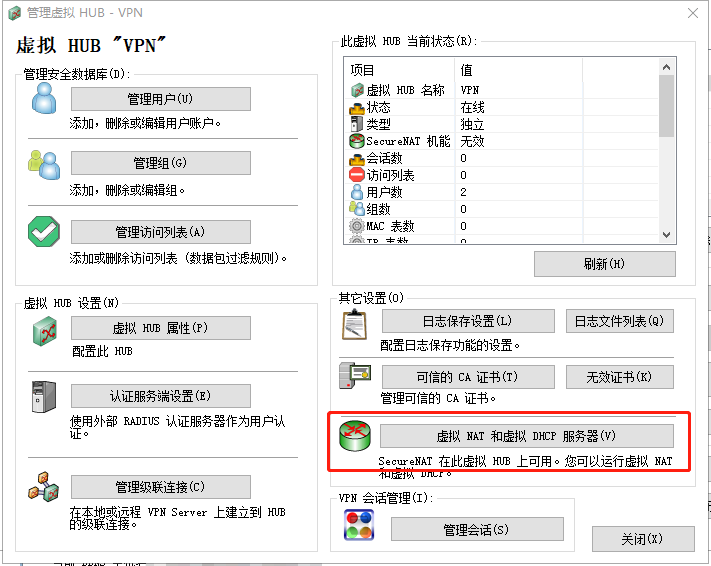 管理虚拟 HUB - VPN
虚拟 HUB "VPN"
管理安全数据库(D):
管理用户(U)
添加，删除或编辑用户账户。
管理组(G)
添加，删除或编辑组。
管理访问列表(A)
添加或删除访问列表 (数据包过滤规则)。
此虚拟 HUB 当前状态(R):
项目 值
虚拟 HUB 名称 VPN
状态 在线
类型 独立
SecureNAT 机能 无效
会话数 0
访问列表 0
用户数 2
组数 0
MAC 表数 0
IP 表数 0
刷新(H)
虚拟 HUB 设置(N)
虚拟 HUB 属性(P)
配置此 HUB
认证服务端设置(E)
使用外部 RADIUS 认证服务器作为用户认
证。
管理级联连接(C)
在本地或远程 VPN Server 上建立到 HUB
的级联连接。
其它设置(O)
日志保存设置(L) 日志文件列表(Q)
配置日志保存功能的设置。
可信的 CA 证书(T) 无效证书(K)
管理可信的 CA 证书。
虚拟 NAT 和虚拟 DHCP 服务器(V)
SecureNAT 在此虚拟 HUB 上可用。您可以运行虚拟 NAT
和虚拟 DHCP。
VPN 会话管理(I):
管理会话(S)
关闭(X)